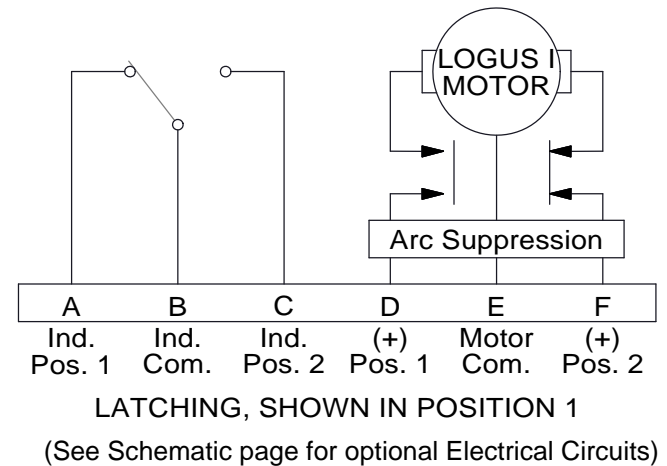 LOGUS I
MOTOR
Arc Suppression
A B C D E F
Ind. Ind. Ind. (+) Motor (+)
Pos. 1 Com. Pos. 2 Pos. 1 Com. Pos. 2
LATCHING, SHOWN IN POSITION 1
(See Schematic page for optional Electrical Circuits)